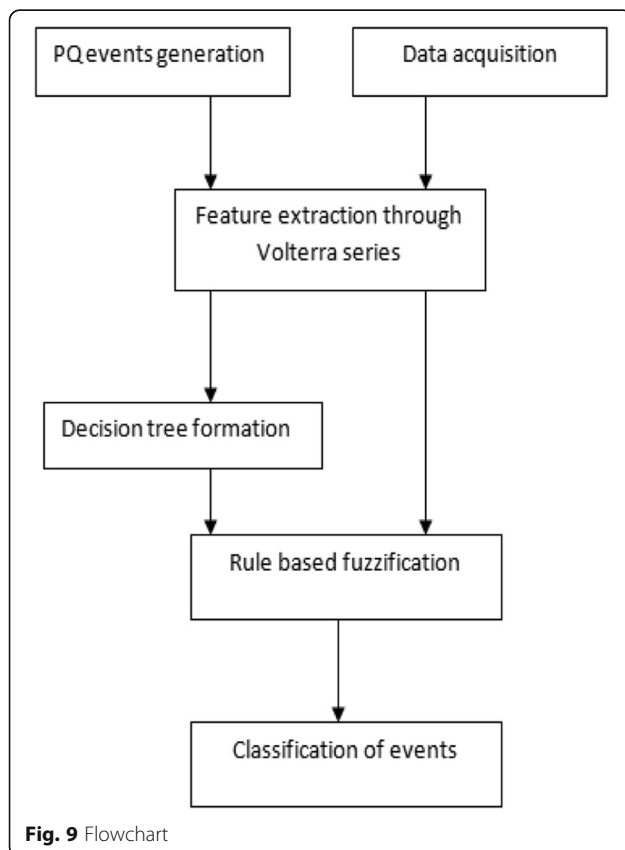 PQ events generation
Data acquisition
Feature extraction through
Volterra series
Decision tree formation
Rule based fuzzification
Classification of events
Fig. 9 Flowchart